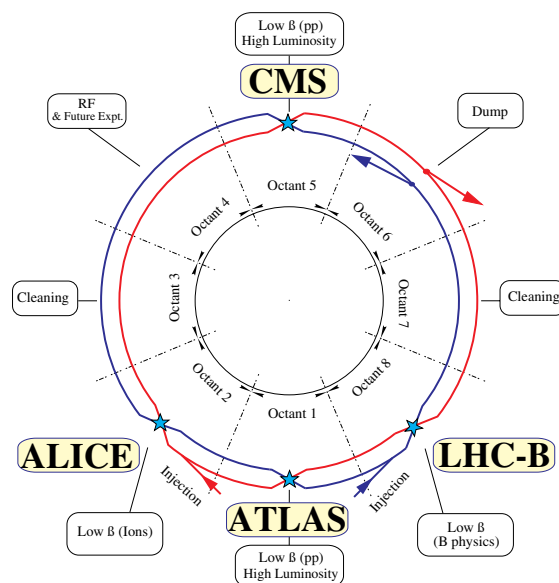 Low ß (pp)
High Luminosity
CMS
RF
& Future Expt.
Dump
Octant 5
Octant 4
Octant 6
Octant 3
Octant 7
Cleaning
Cleaning
Octant 2
Octant 8
Octant 1
ALICE
LHC-B
Injection
Injection
ATLAS
Low ß (Ions)
Low ß
(B physics)
Low ß (pp)
High Luminosity